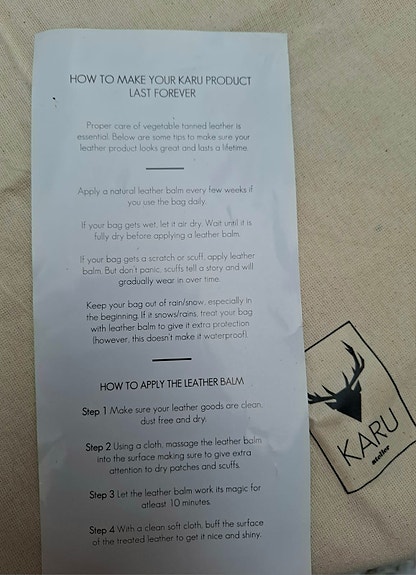 HOW TO MAKE YOUR KARU PRODUCT
LAST FOREVER
Proper care of vegetable tanned leather is
essential. Below are some tips to make sure your
leather product looks great and lasts a lifetime.
Apply a natural leather balm every few weeks if
you use the bag daily.
If your bag gets wet, let it air dry. Wait until it is
fully dry before applying a leather balm.
If your bag gets a scratch or scuff, apply leather
balm. But don't panic, scuffs tell a story and will
gradually wear in over time.
Keep your bag out of rain/snow, especially in
the beginning. If it snows/rains, treat your bag
with leather balm to give it extra protection
(however, this doesn't make it waterproof).
HOW TO APPLY THE LEATHER BALM
Step 1 Make sure your leather goods are clean,
dust free and dry.
Step 2 Using a cloth, massage the leather balm
into the surface making sure to give extra
attention to dry patches and scuffs.
Step 3 Let the leather balm work its magic for
atleast 10 minutes.
Step 4 With a clean soft cloth, buff the surface
of the treated leather to get it nice and shiny.
KARU
atelier